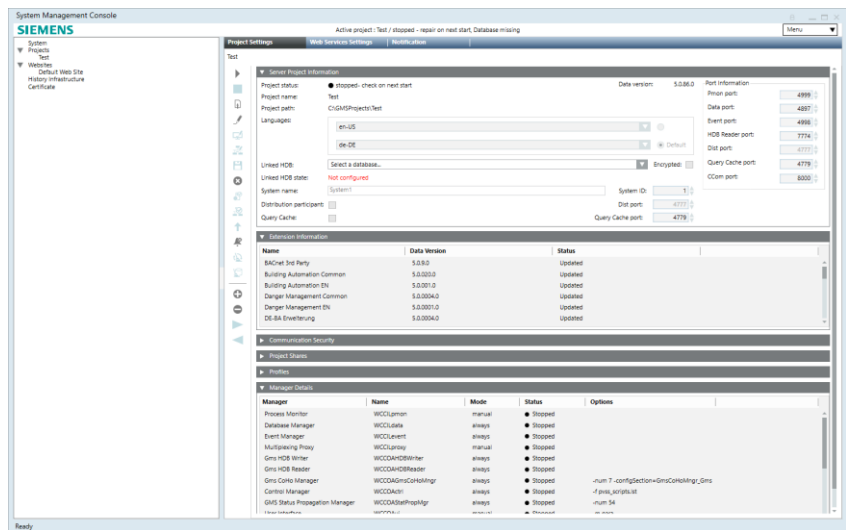 System Management Console
SIEMENS
Active project : Test / stopped - repair on next start, Database missing
Menu
System
Projects
Test
Websites
Default Web Site
History Infrastructure
Certificate
Project Settings
Web Services Settings
Notification
Test
Server Project Information
Project status: stopped- check on next start
Data version: 5.0.86.0
Project name: Test
Project path: C:\GMSProjects\Test
Languages:
en-US
de-DE
Default
Linked HDB: Select a database...
Encrypted:
Linked HDB state: Not configured
System name: System1
System ID: 1
Distribution participant:
Dist port: 4777
Query Cache:
Query Cache port: 4779
Port Information
Pmon port: 4999
Data port: 4897
Event port: 4998
HDB Reader port: 7774
Dist port: 4777
Query Cache port: 4779
CCom port: 8000
Extension Information
Name Data Version Status
BACnet 3rd Party 5.0.9.0 Updated
Building Automation Common 5.0.020.0 Updated
Building Automation EN 5.0.001.0 Updated
Danger Management Common 5.0.0004.0 Updated
Danger Management EN 5.0.0001.0 Updated
DE-BA Erweiterung 5.0.0004.0 Updated
Communication Security
Project Shares
Profiles
Manager Details
Manager Name Mode Status Options
Process Monitor WCCILpmon manual Stopped
Database Manager WCCILdata always Stopped
Event Manager WCCILevent always Stopped
Multiplexing Proxy WCCILproxy manual Stopped
Gms HDB Writer WCCOAHDBWriter always Stopped
Gms HDB Reader WCCOAHDBReader always Stopped
Gms CoHo Manager WCCOAGmsCoHoMngr always Stopped -num 7 -configSection=GmsCoHoMngr_Gms
Control Manager WCCOActrl always Stopped -f pvss_scripts.lst
GMS Status Propagation Manager WCCOAStatPropMgr always Stopped -num 54
User Interface WCCOAui manual Stopped
Ready